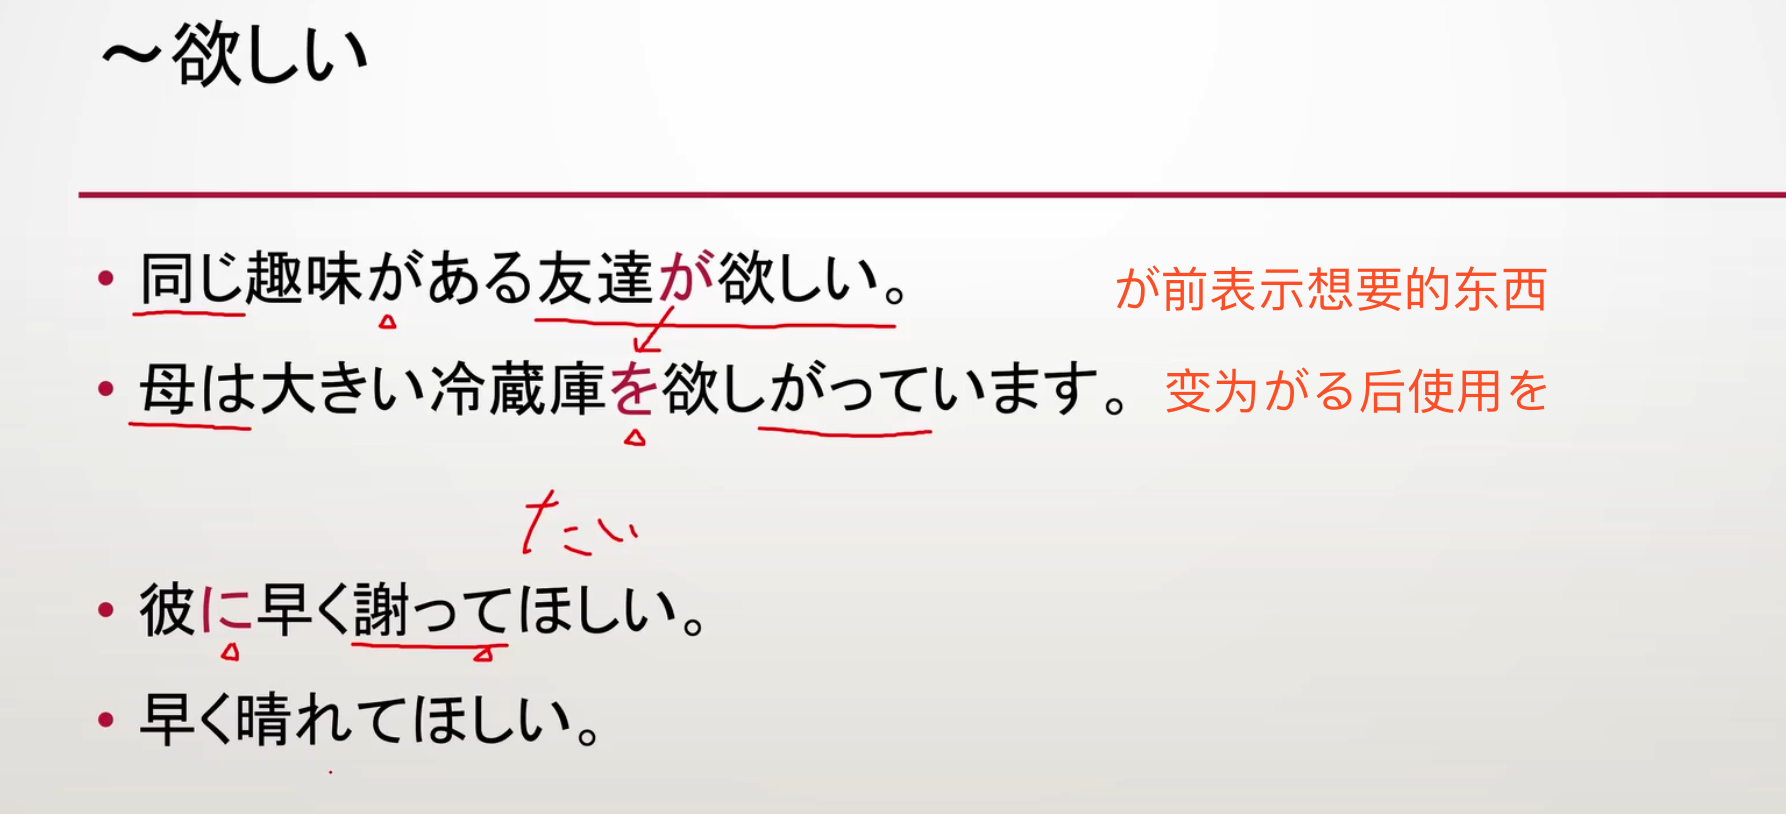 ～欲しい
• 同じ趣味がある友達が欲しい。 が前表示想要的东西
• 母は大きい冷蔵庫を欲しがっています。 变为がる后使用を
たい
• 彼に早く謝ってほしい。
• 早く晴れてほしい。